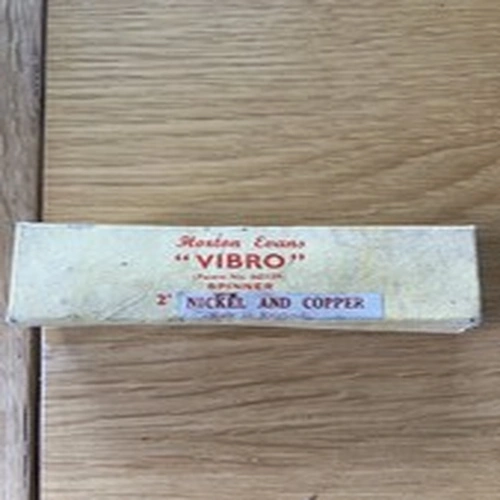 Horton Evans
"VIBRO"
SPINNER
2" NICKEL AND COPPER